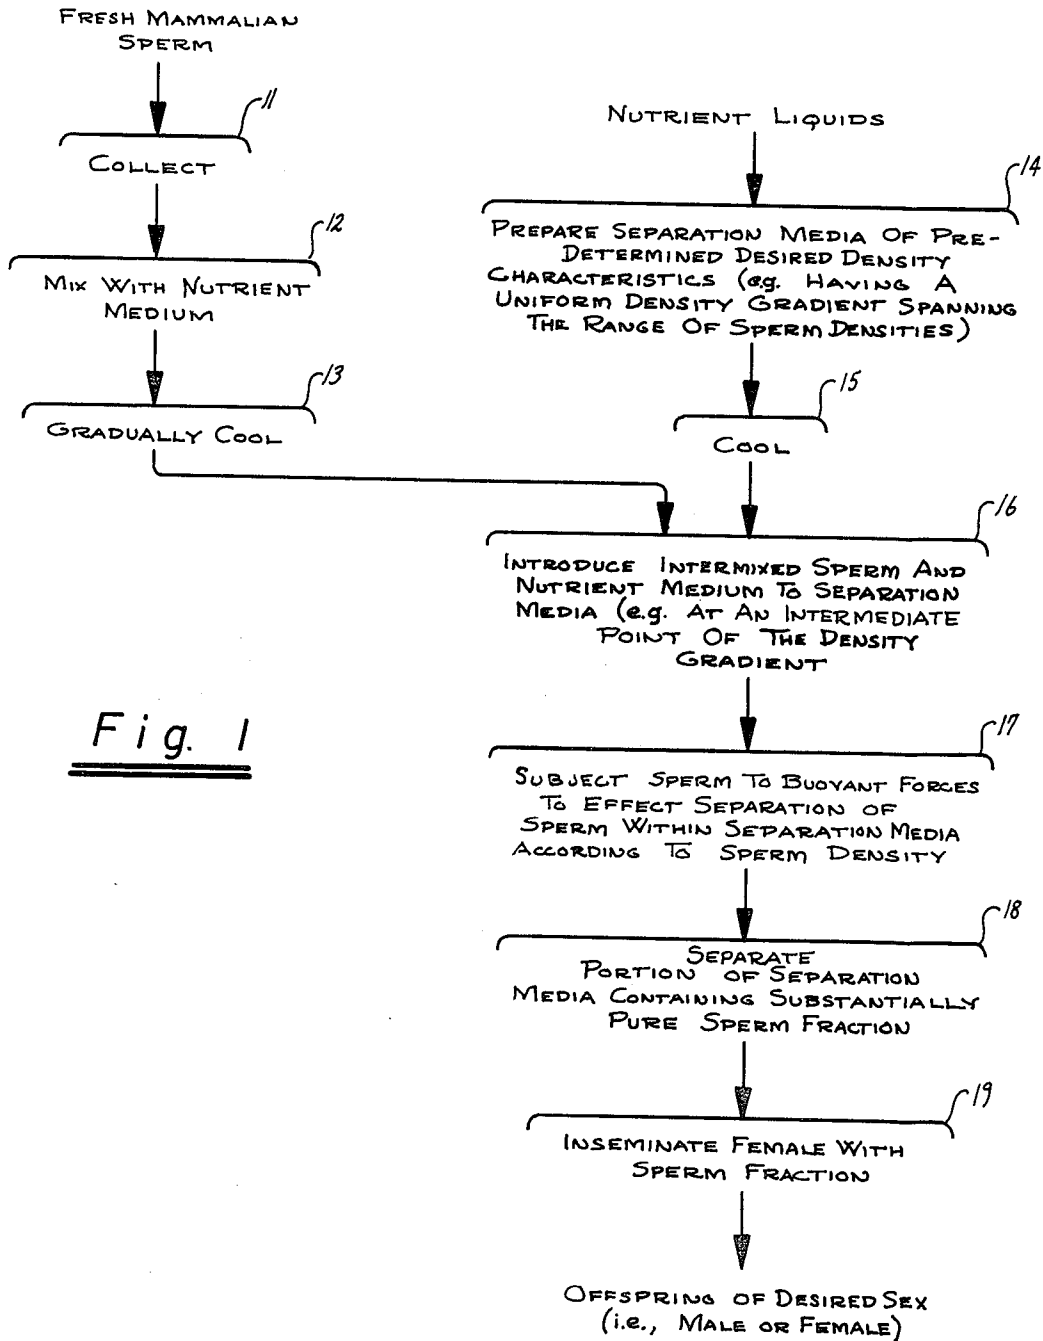 FRESH MAMMALIAN
SPERM
11
COLLECT
12
MIX WITH NUTRIENT
MEDIUM
13
GRADUALLY COOL
NUTRIENT LIQUIDS
14
PREPARE SEPARATION MEDIA OF PRE-
DETERMINED DESIRED DENSITY
CHARACTERISTICS (e.g. HAVING A
UNIFORM DENSITY GRADIENT SPANNING
THE RANGE OF SPERM DENSITIES)
15
COOL
16
INTRODUCE INTERMIXED SPERM AND
NUTRIENT MEDIUM TO SEPARATION
MEDIA (e.g. AT AN INTERMEDIATE
POINT OF THE DENSITY
GRADIENT
17
SUBJECT SPERM TO BUOYANT FORCES
TO EFFECT SEPARATION OF
SPERM WITHIN SEPARATION MEDIA
ACCORDING TO SPERM DENSITY
18
SEPARATE
PORTION OF SEPARATION
MEDIA CONTAINING SUBSTANTIALLY
PURE SPERM FRACTION
19
INSEMINATE FEMALE WITH
SPERM FRACTION
OFFSPRING OF DESIRED SEX
(i.e., MALE OR FEMALE)
Fig. 1